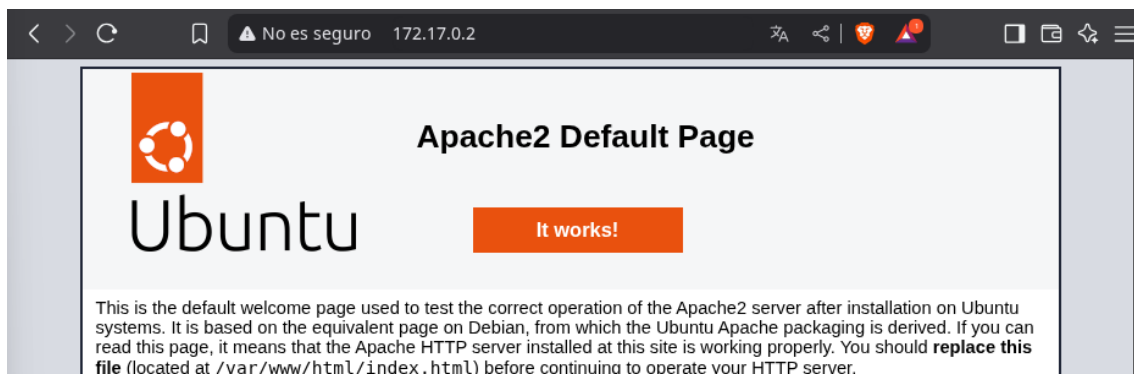 No es seguro 172.17.0.2
1
Apache2 Default Page
Ubuntu
It works!
This is the default welcome page used to test the correct operation of the Apache2 server after installation on Ubuntu
systems. It is based on the equivalent page on Debian, from which the Ubuntu Apache packaging is derived. If you can
read this page, it means that the Apache HTTP server installed at this site is working properly. You should replace this
file (located at /var/www/html/index.html) before continuing to operate your HTTP server.